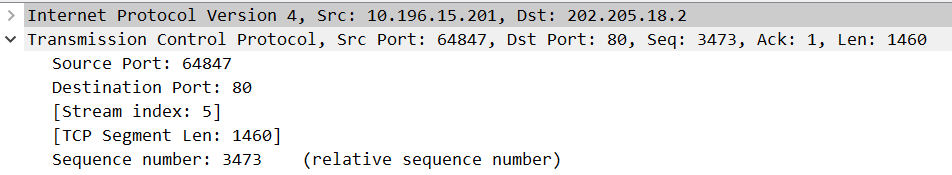 Internet Protocol Version 4, Src: 10.196.15.201, Dst: 202.205.18.2
Transmission Control Protocol, Src Port: 64847, Dst Port: 80, Seq: 3473, Ack: 1, Len: 1460
Source Port: 64847
Destination Port: 80
[Stream index: 5]
[TCP Segment Len: 1460]
Sequence number: 3473    (relative sequence number)